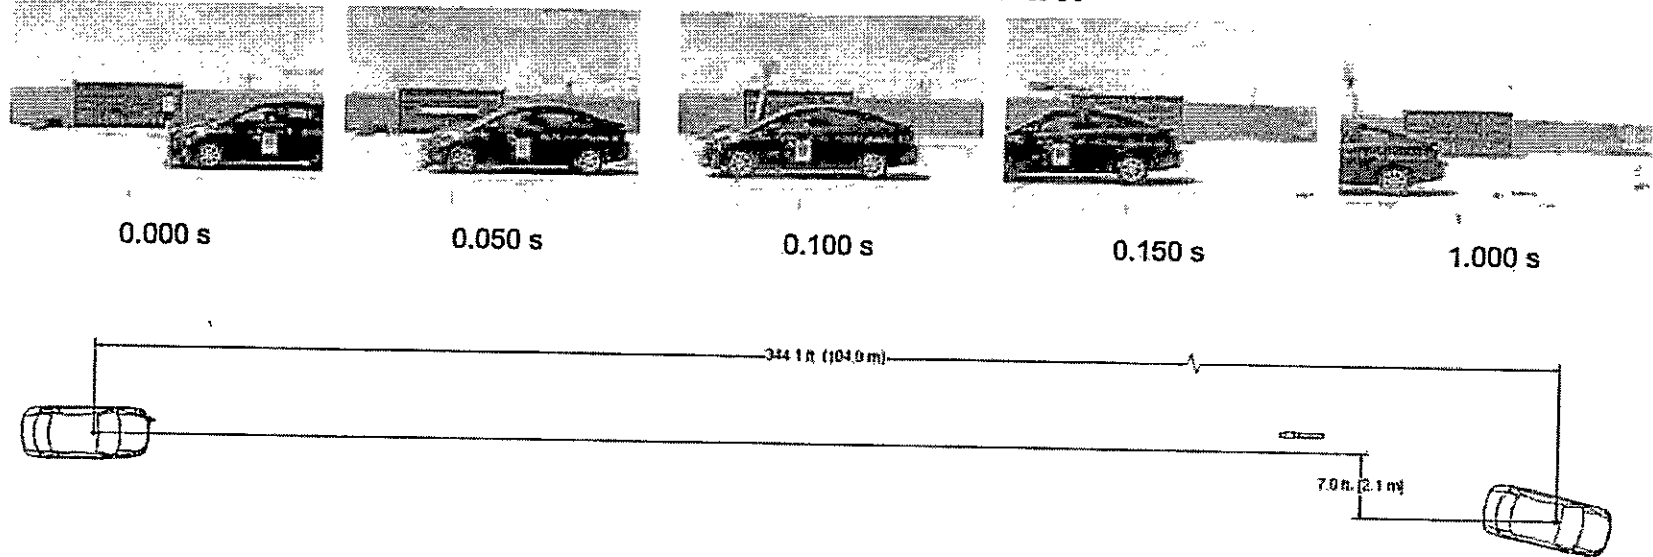 0.000 s
0.050 s
0.100 s
0.150 s
1.000 s
344.1 ft. (104.9 m)
7.0 ft. [2.1 m]